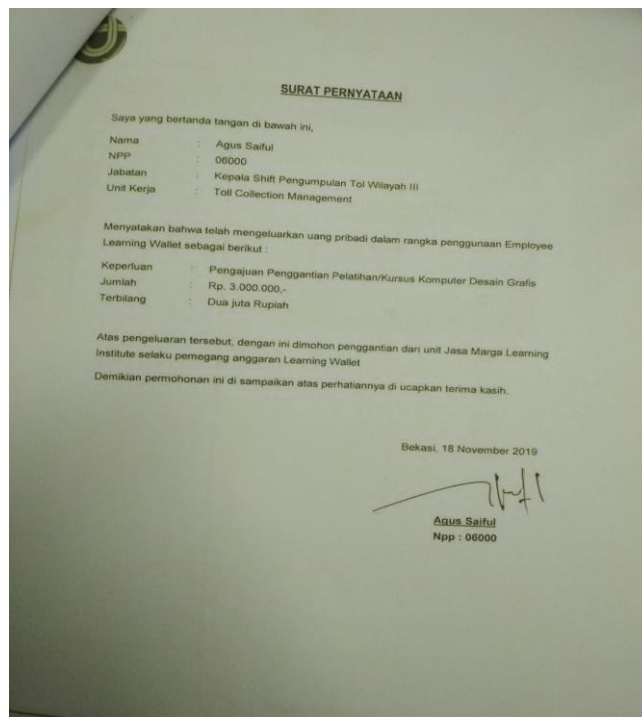 SURAT PERNYATAAN
Saya yang bertanda tangan di bawah ini,
Nama : Agus Saiful
NPP : 06000
Jabatan : Kepala Shift Pengumpulan Tol Wilayah III
Unit Kerja : Toll Collection Management
Menyatakan bahwa telah mengeluarkan uang pribadi dalam rangka penggunaan Employee
Learning Wallet sebagai berikut :
Keperluan : Pengajuan Penggantian Pelatihan/Kursus Komputer Desain Grafis
Jumlah : Rp. 3.000.000,-
Terbilang : Dua juta Rupiah
Atas pengeluaran tersebut, dengan ini dimohon penggantian dari unit Jasa Marga Learning
Institute selaku pemegang anggaran Learning Wallet
Demikian permohonan ini di sampaikan atas perhatiannya di ucapkan terima kasih.
Bekasi, 18 November 2019
Agus Saiful
Npp : 06000